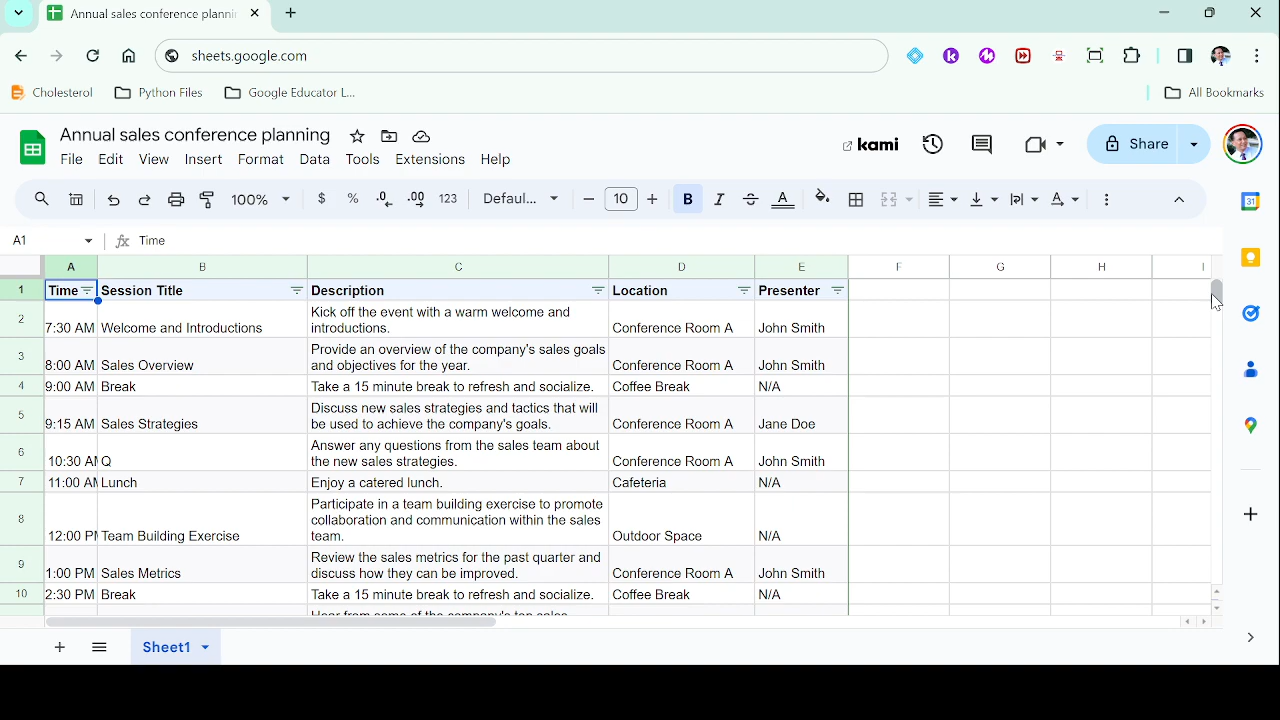 Annual sales conference plannin
sheets.google.com
Cholesterol Python Files Google Educator L... All Bookmarks
Annual sales conference planning
kami Share
File Edit View Insert Format Data Tools Extensions Help
100% $ % .0 .00 123 Defaul... 10 B I A
A1 fx Time
A B C D E F G H I
1 Time Session Title Description Location Presenter
2 7:30 AM Welcome and Introductions Kick off the event with a warm welcome and
introductions. Conference Room A John Smith
3 8:00 AM Sales Overview Provide an overview of the company's sales goals
and objectives for the year. Conference Room A John Smith
4 9:00 AM Break Take a 15 minute break to refresh and socialize. Coffee Break N/A
5 9:15 AM Sales Strategies Discuss new sales strategies and tactics that will
be used to achieve the company's goals. Conference Room A Jane Doe
6 10:30 AM Q Answer any questions from the sales team about
the new sales strategies. Conference Room A John Smith
7 11:00 AM Lunch Enjoy a catered lunch. Cafeteria N/A
8 12:00 PM Team Building Exercise Participate in a team building exercise to promote
collaboration and communication within the sales
team. Outdoor Space N/A
9 1:00 PM Sales Metrics Review the sales metrics for the past quarter and
discuss how they can be improved. Conference Room A John Smith
10 2:30 PM Break Take a 15 minute break to refresh and socialize. Coffee Break N/A
Sheet1